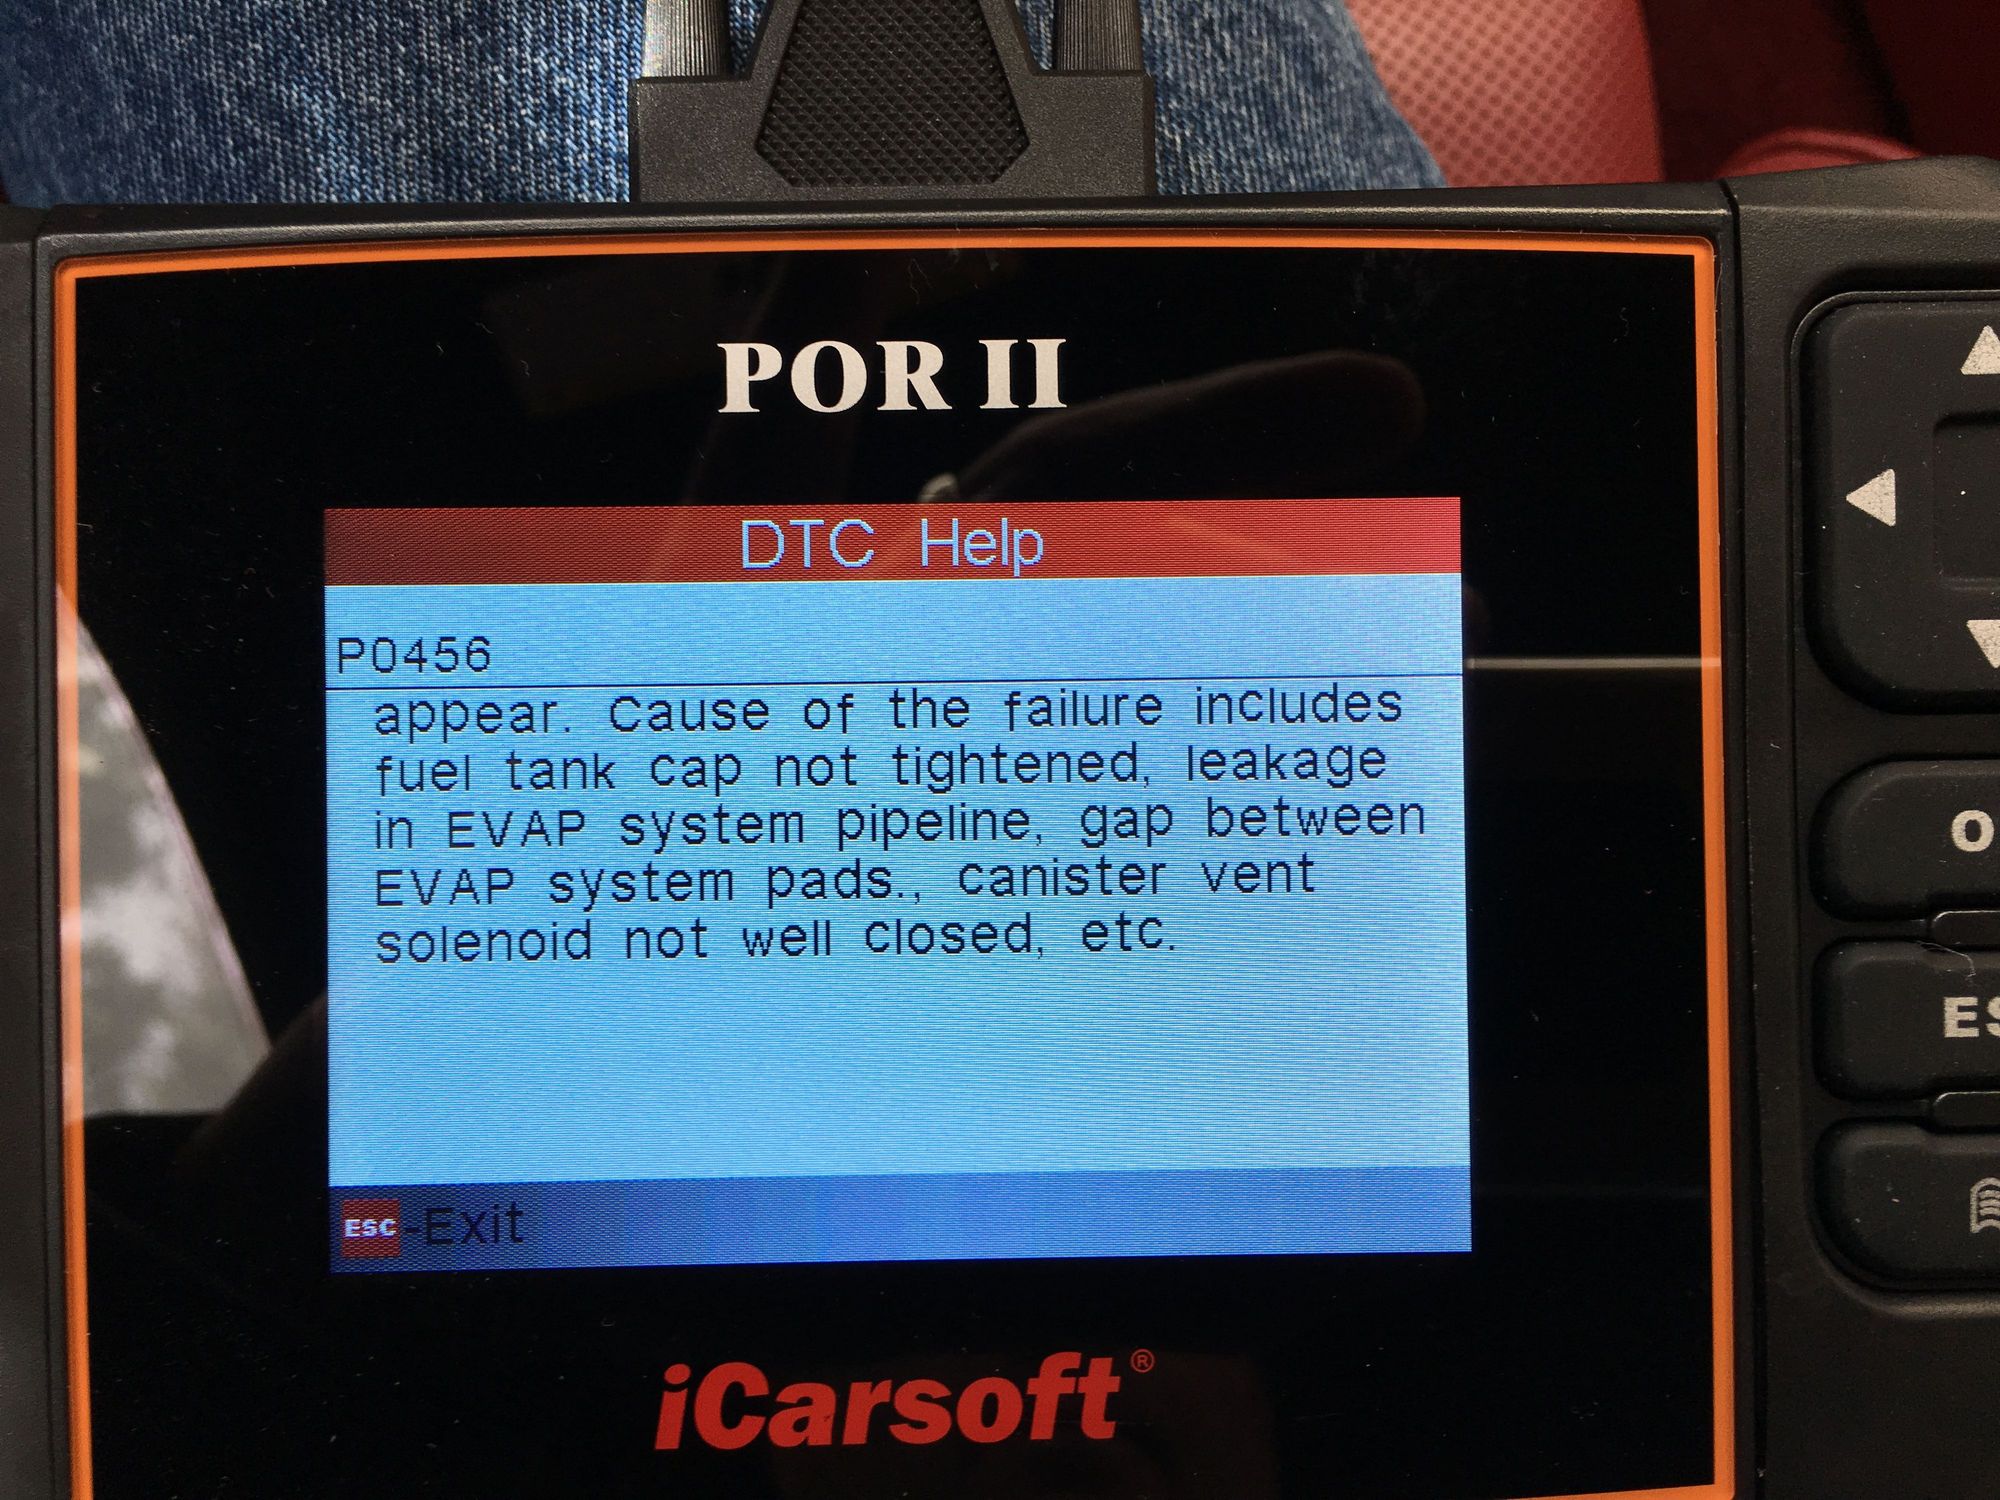 POR II
DTC Help
P0456
appear. Cause of the failure includes
fuel tank cap not tightened, leakage
in EVAP system pipeline, gap between
EVAP system pads., canister vent
solenoid not well closed, etc.
ESC-Exit
iCarsoft®